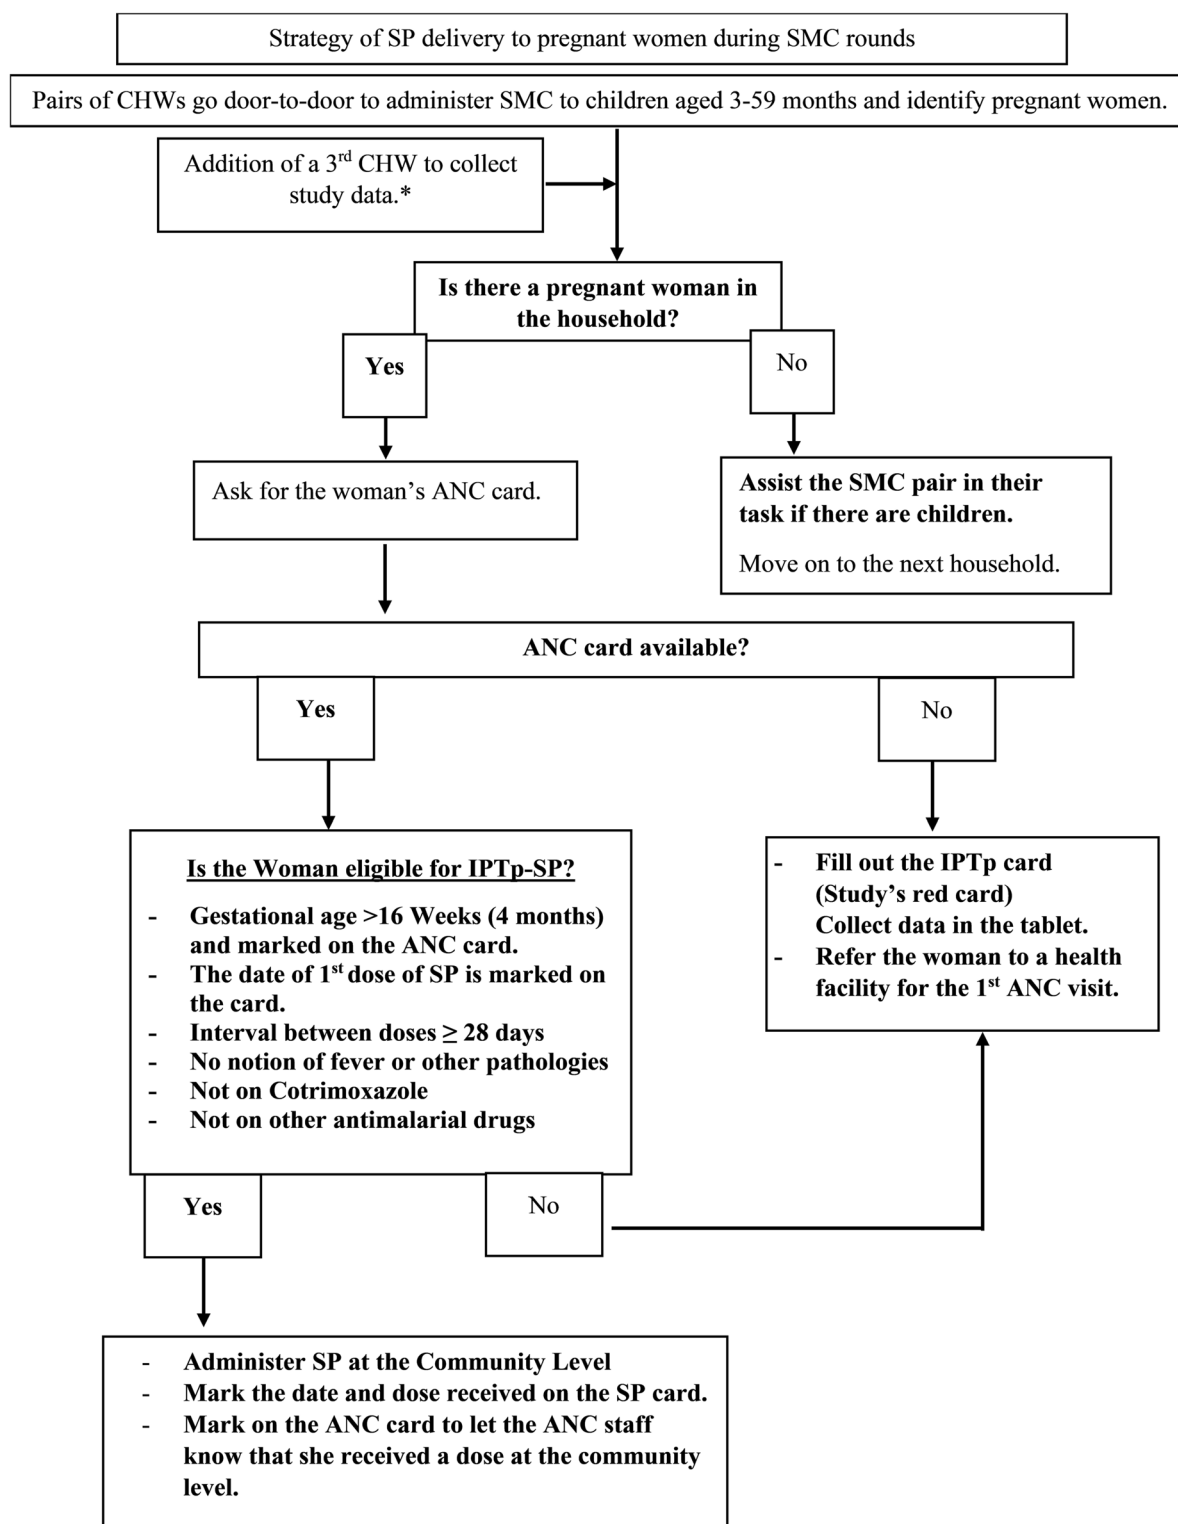 Strategy of SP delivery to pregnant women during SMC rounds
Pairs of CHWs go door-to-door to administer SMC to children aged 3-59 months and identify pregnant women.
Addition of a 3rd CHW to collect
study data.*
Is there a pregnant woman in
the household?
Yes
No
Ask for the woman’s ANC card.
Assist the SMC pair in their
task if there are children.
Move on to the next household.
ANC card available?
Yes
No
Is the Woman eligible for IPTp-SP?
- Gestational age >16 Weeks (4 months)
and marked on the ANC card.
- The date of 1st dose of SP is marked on
the card.
- Interval between doses ≥ 28 days
- No notion of fever or other pathologies
- Not on Cotrimoxazole
- Not on other antimalarial drugs
- Fill out the IPTp card
(Study’s red card)
Collect data in the tablet.
- Refer the woman to a health
facility for the 1st ANC visit.
Yes
No
- Administer SP at the Community Level
- Mark the date and dose received on the SP card.
- Mark on the ANC card to let the ANC staff
know that she received a dose at the community
level.